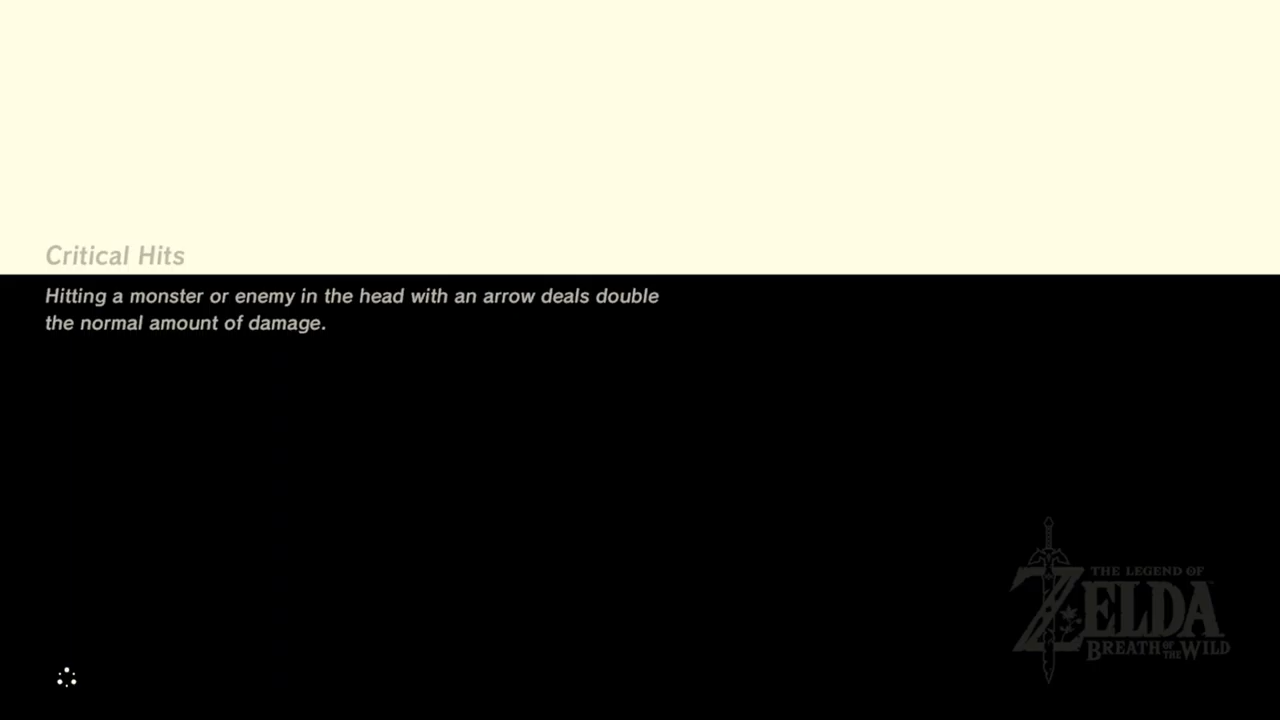 Critical Hits
Hitting a monster or enemy in the head with an arrow deals double
the normal amount of damage.
THE LEGEND OF
ZELDA
BREATH OF THE WILD